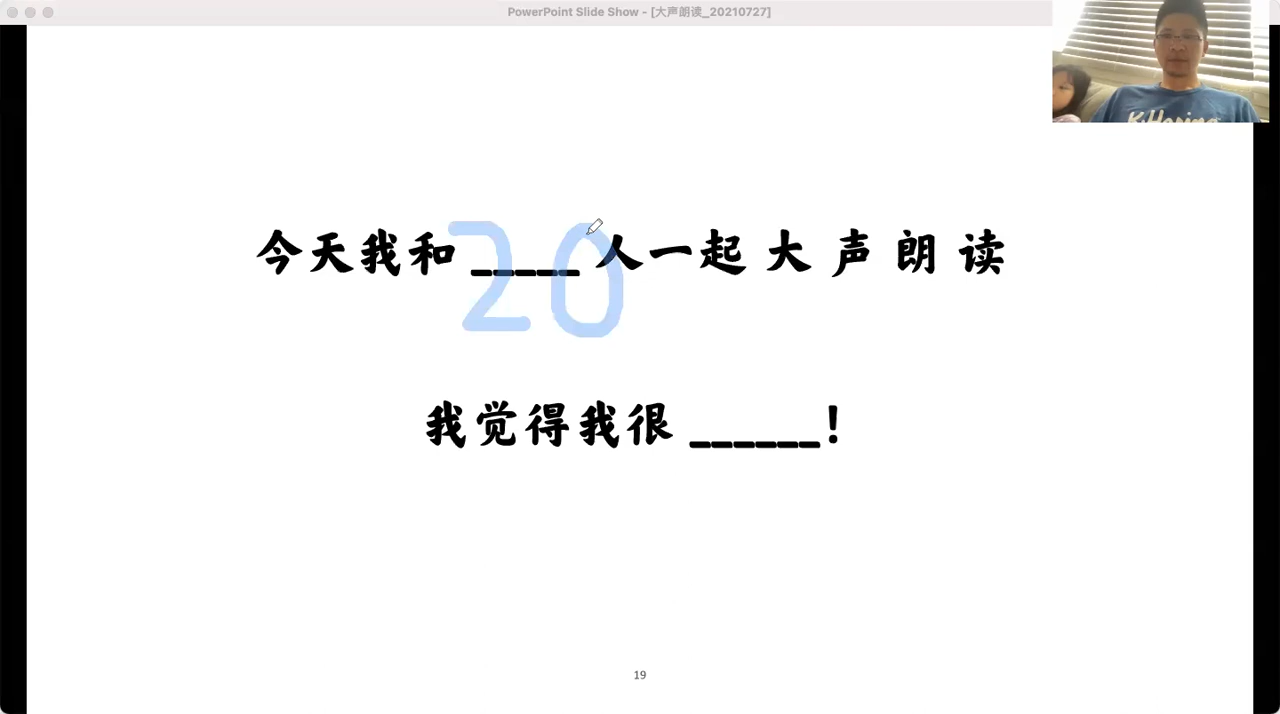 PowerPoint Slide Show - [大声朗读_20210727]
今天我和 _____ 人一起 大 声 朗 读
20
我觉得我很 ______!
19